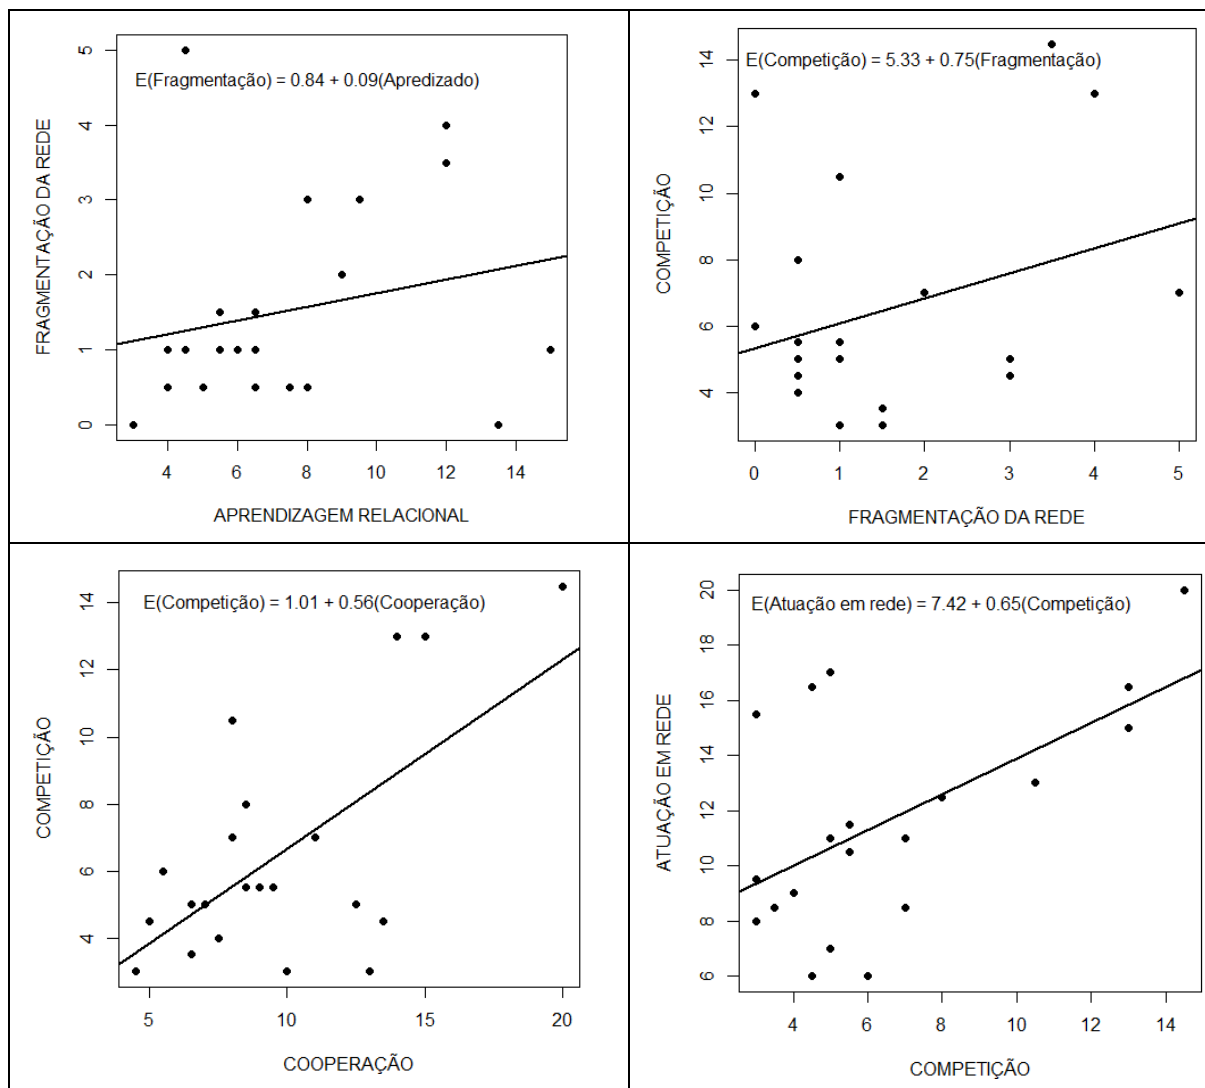 E(Fragmentação) = 0.84 + 0.09(Apredizado)
FRAGMENTAÇÃO DA REDE
5
4
3
2
1
0
4 6 8 10 12 14
APRENDIZAGEM RELACIONAL
E(Competição) = 5.33 + 0.75(Fragmentação)
COMPETIÇÃO
14
12
10
8
6
4
0 1 2 3 4 5
FRAGMENTAÇÃO DA REDE
E(Competição) = 1.01 + 0.56(Cooperação)
COMPETIÇÃO
14
12
10
8
6
4
5 10 15 20
COOPERAÇÃO
E(Atuação em rede) = 7.42 + 0.65(Competição)
ATUAÇÃO EM REDE
20
18
16
14
12
10
8
6
4 6 8 10 12 14
COMPETIÇÃO